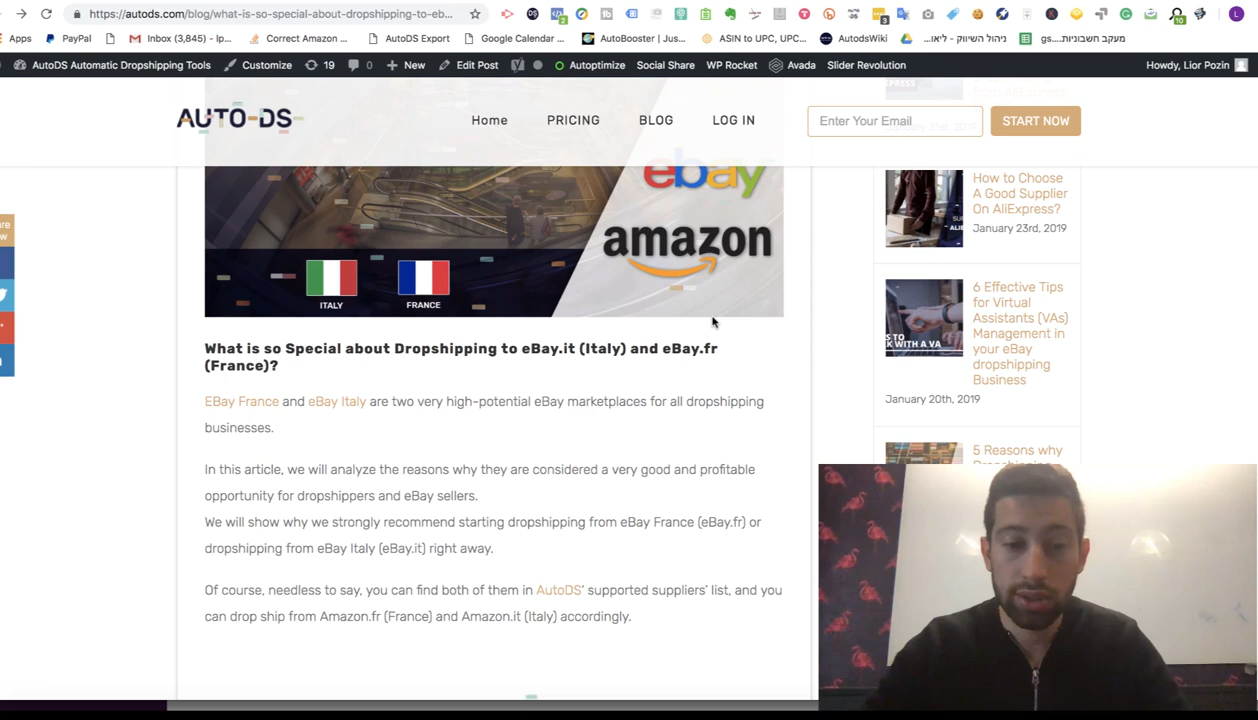 https://autods.com/blog/what-is-so-special-about-dropshipping-to-eb...
Apps
PayPal
Inbox (3,845) - lp...
Correct Amazon ...
AutoDS Export
Google Calendar ...
AutoBooster | Jus...
ASIN to UPC, UPC...
AutodsWiki
ניהול השיווק - ליאו...
מעקב חשבוניות....gs
AutoDS Automatic Dropshipping Tools
Customize
19
0
New
Edit Post
Autoptimize
Social Share
WP Rocket
Avada
Slider Revolution
Howdy, Lior Pozin
AUTO-DS
Home
PRICING
BLOG
LOG IN
Enter Your Email
START NOW
ebay
amazon
ITALY
FRANCE
What is so Special about Dropshipping to eBay.it (Italy) and eBay.fr
(France)?
EBay France and eBay Italy are two very high-potential eBay marketplaces for all dropshipping
businesses.
In this article, we will analyze the reasons why they are considered a very good and profitable
opportunity for dropshippers and eBay sellers.
We will show why we strongly recommend starting dropshipping from eBay France (eBay.fr) or
dropshipping from eBay Italy (eBay.it) right away.
Of course, needless to say, you can find both of them in AutoDS' supported suppliers' list, and you
can drop ship from Amazon.fr (France) and Amazon.it (Italy) accordingly.
How to Choose
A Good Supplier
On AliExpress?
January 23rd, 2019
6 Effective Tips
for Virtual
Assistants (VAs)
Management in
your eBay
dropshipping
Business
January 20th, 2019
5 Reasons why